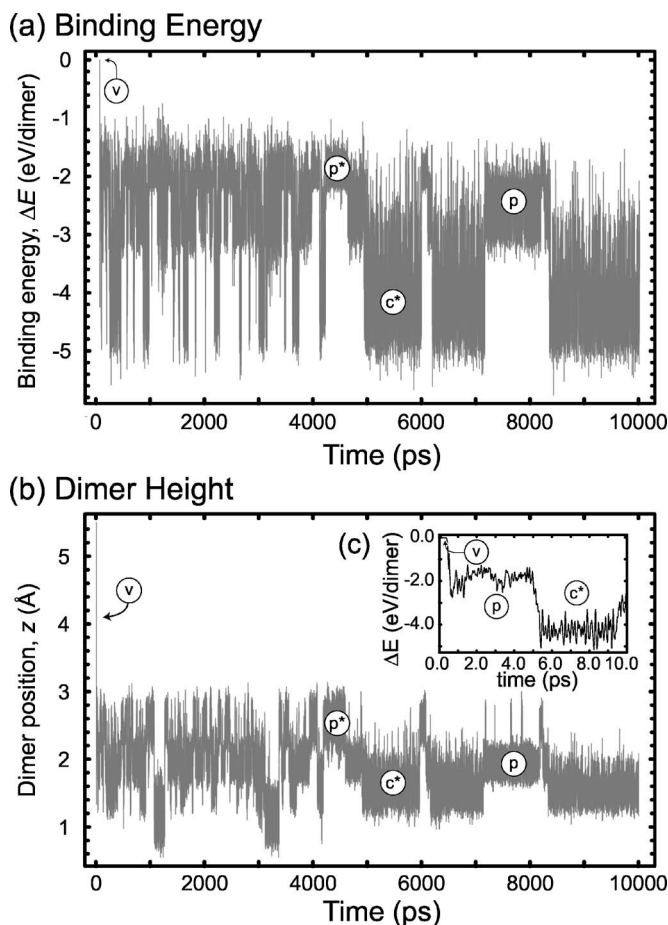 (a) Binding Energy
Binding energy, ΔE (eV/dimer)
0
-1
-2
-3
-4
-5
v
p*
c*
p
0 2000 4000 6000 8000 10000
Time (ps)
(b) Dimer Height
Dimer position, z (Å)
5
4
3
2
1
v
p*
c*
p
(c)
ΔE (eV/dimer)
0.0
-2.0
-4.0
v
p
c*
0.0 2.0 4.0 6.0 8.0 10.0
time (ps)
0 2000 4000 6000 8000 10000
Time (ps)